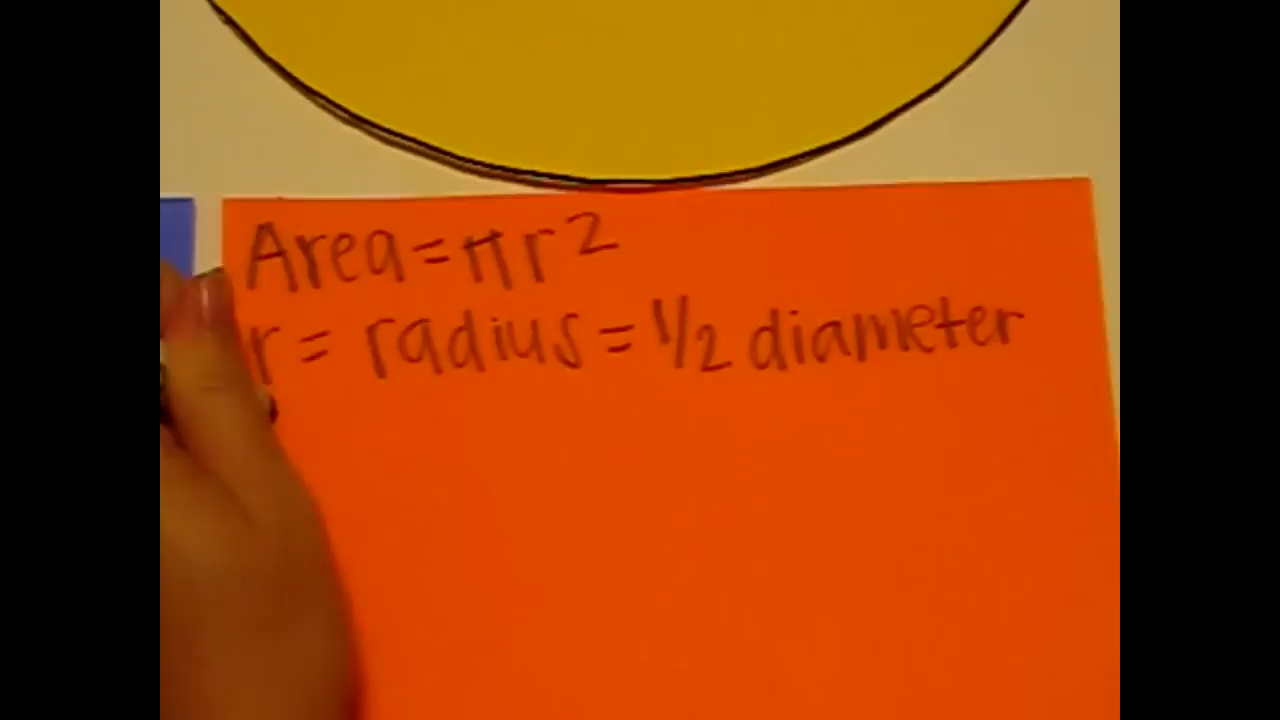 Area = πr²
r = radius = 1/2 diameter